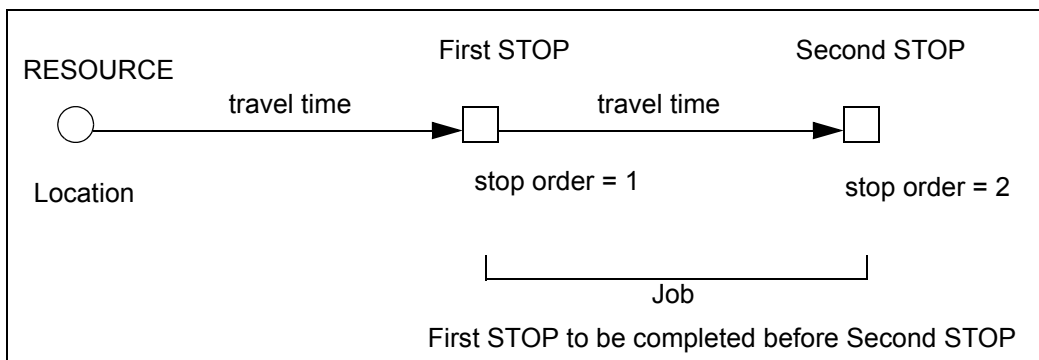 First STOP
Second STOP
RESOURCE
travel time
travel time
Location
stop order = 1
stop order = 2
Job
First STOP to be completed before Second STOP